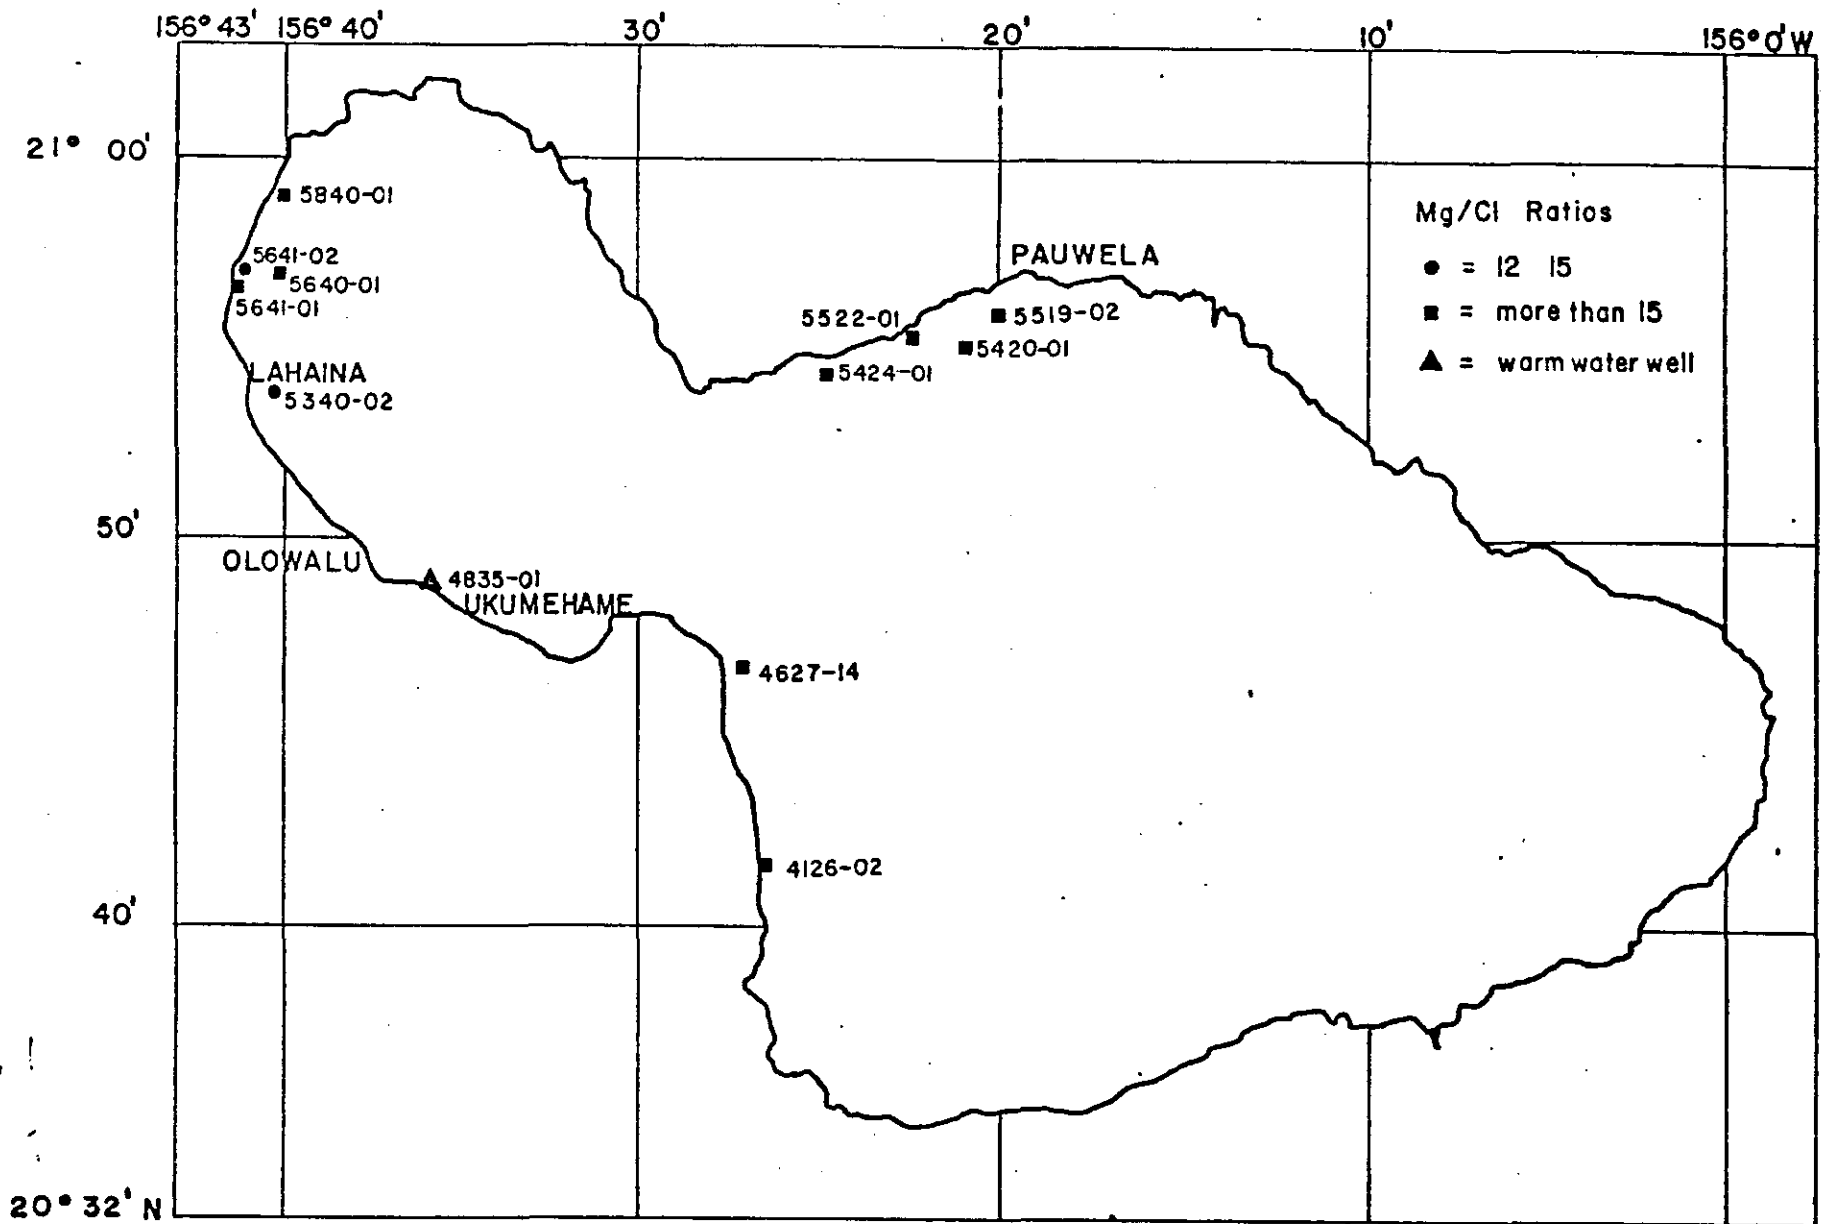 156° 43' 156° 40' 30' 20' 10' 156° 0' W
21° 00'
5840-01
Mg/Cl Ratios
5641-02
PAUWELA
● = 12 15
5640-01
5641-01
5522-01
5519-02
■ = more than 15
5420-01
LAHAINA
5424-01
▲ = warm water well
5340-02
50'
OLOWALU
4835-01
UKUMEHAME
4627-14
4126-02
40'
20° 32' N